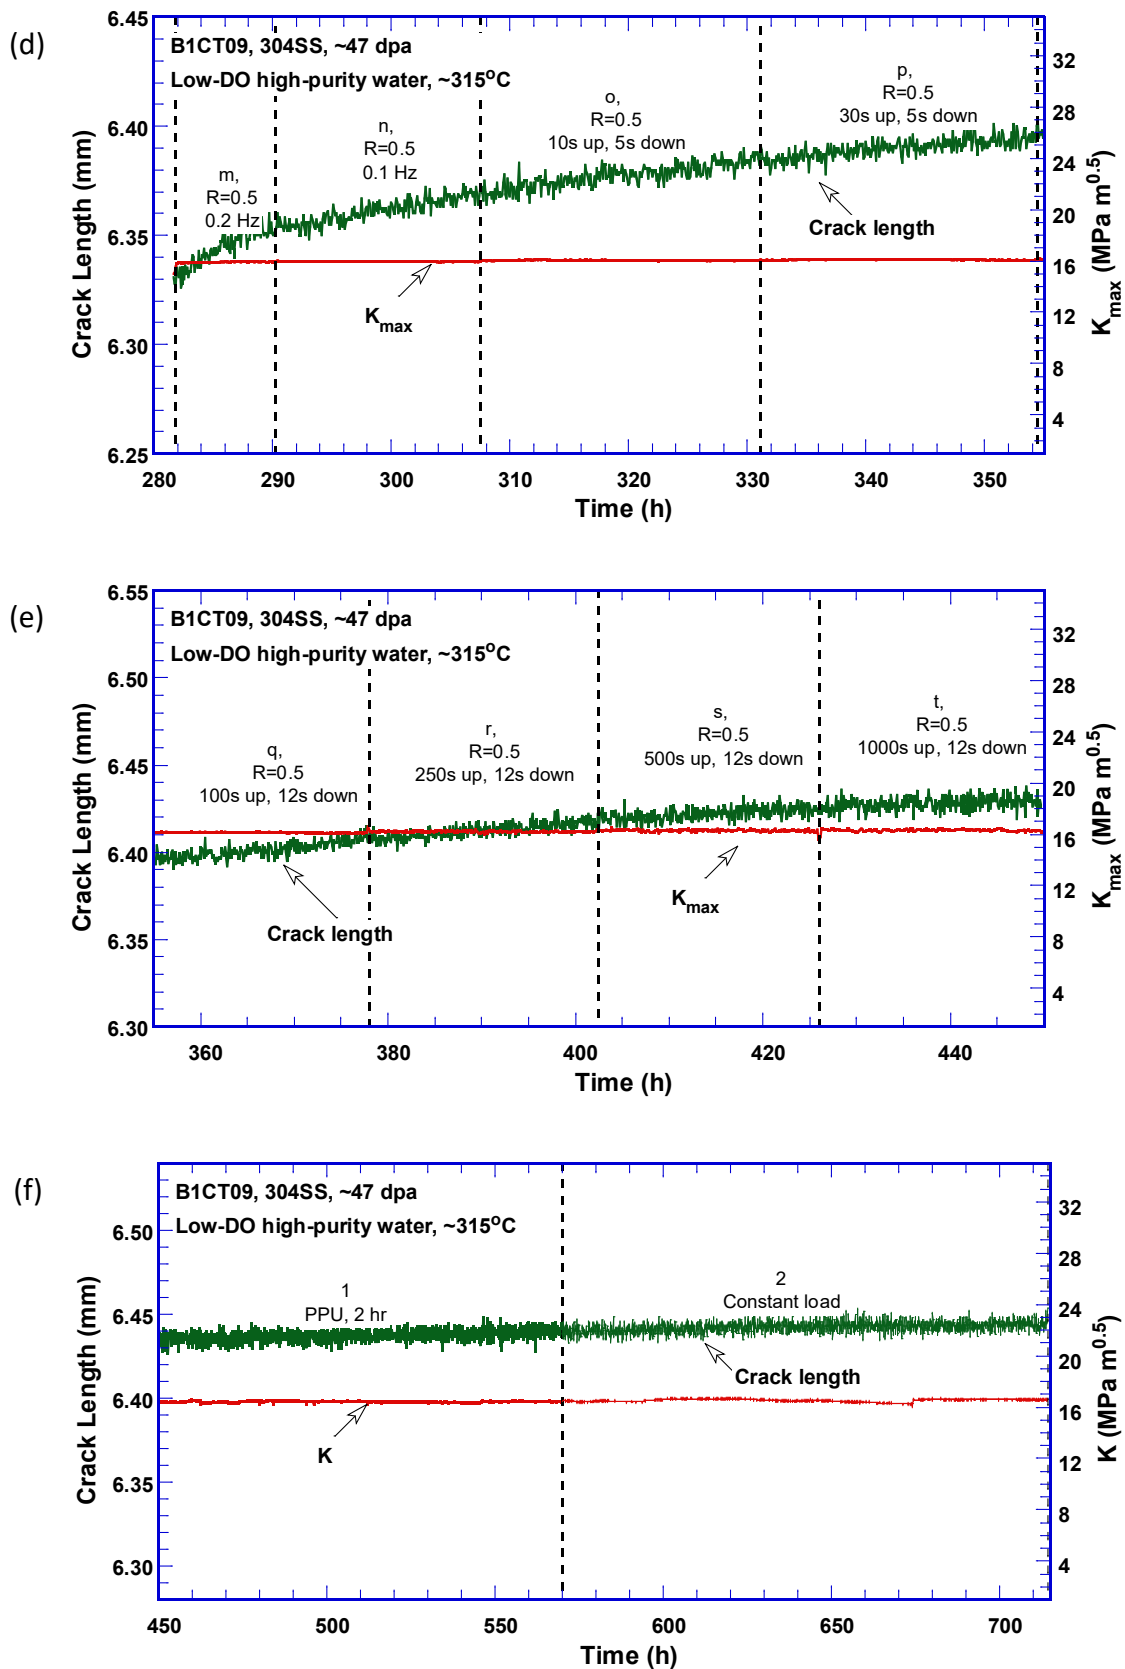 (d)
6.45
6.40
6.35
6.30
6.25
Crack Length (mm)
B1CT09, 304SS, ~47 dpa
Low-DO high-purity water, ~315°C
m,
R=0.5
0.2 Hz
n,
R=0.5
0.1 Hz
o,
R=0.5
10s up, 5s down
p,
R=0.5
30s up, 5s down
Crack length
Kmax
32
28
24
20
16
12
8
4
Kmax (MPa m0.5)
280 290 300 310 320 330 340 350
Time (h)
(e)
6.55
6.50
6.45
6.40
6.35
6.30
Crack Length (mm)
B1CT09, 304SS, ~47 dpa
Low-DO high-purity water, ~315°C
q,
R=0.5
100s up, 12s down
r,
R=0.5
250s up, 12s down
s,
R=0.5
500s up, 12s down
t,
R=0.5
1000s up, 12s down
Crack length
Kmax
32
28
24
20
16
12
8
4
Kmax (MPa m0.5)
360 380 400 420 440
Time (h)
(f)
6.50
6.45
6.40
6.35
6.30
Crack Length (mm)
B1CT09, 304SS, ~47 dpa
Low-DO high-purity water, ~315°C
1
PPU, 2 hr
2
Constant load
Crack length
K
32
28
24
20
16
12
8
4
K (MPa m0.5)
450 500 550 600 650 700
Time (h)